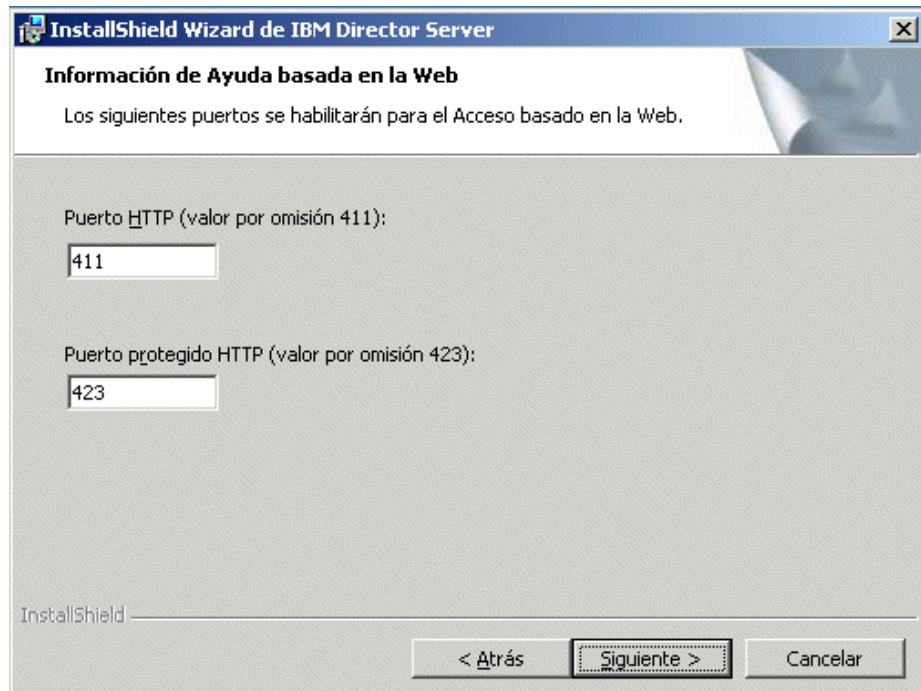 InstallShield Wizard de IBM Director Server
Información de Ayuda basada en la Web
Los siguientes puertos se habilitarán para el Acceso basado en la Web.
Puerto HTTP (valor por omisión 411):
411
Puerto protegido HTTP (valor por omisión 423):
423
InstallShield
< Atrás Siguiente > Cancelar